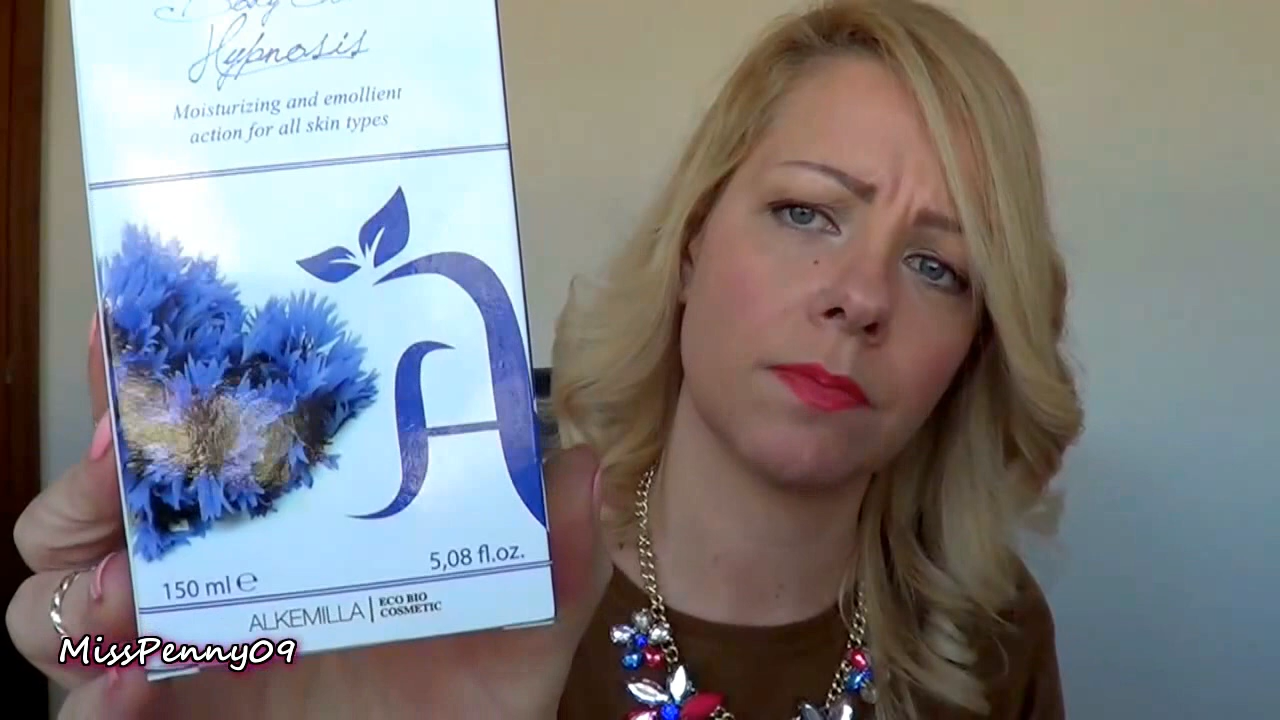 Body
Hypnosis
Moisturizing and emollient
action for all skin types
150 ml e
5,08 fl.oz.
ALKEMILLA | ECO BIO
COSMETIC
MissPenny09